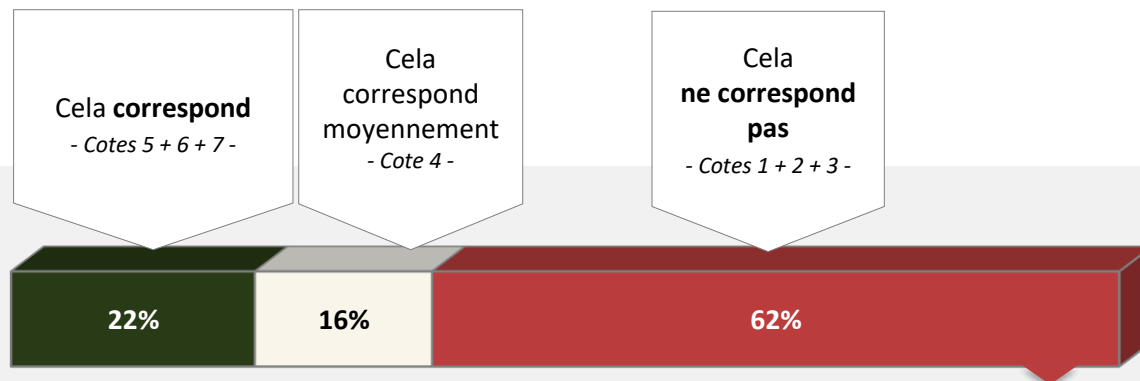 Cela correspond
- Cotes 5 + 6 + 7 -
Cela
correspond
moyennement
- Cote 4 -
Cela
ne correspond
pas
- Cotes 1 + 2 + 3 -
22%
16%
62%